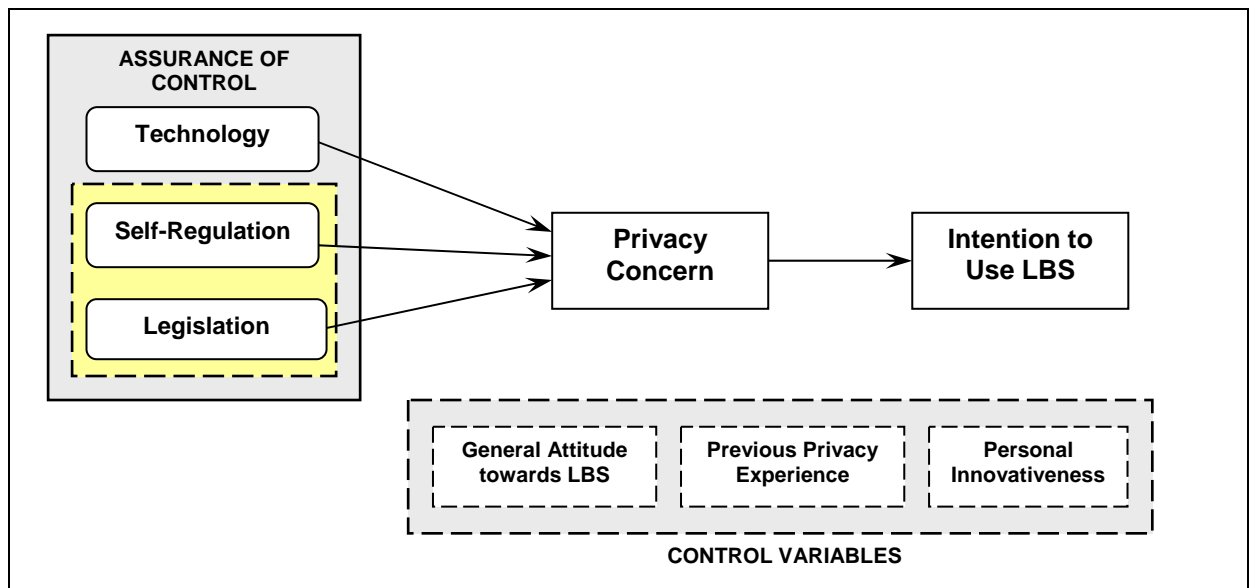 ASSURANCE OF
CONTROL
Technology
Self-Regulation
Legislation
Privacy
Concern
Intention to
Use LBS
General Attitude
towards LBS
Previous Privacy
Experience
Personal
Innovativeness
CONTROL VARIABLES